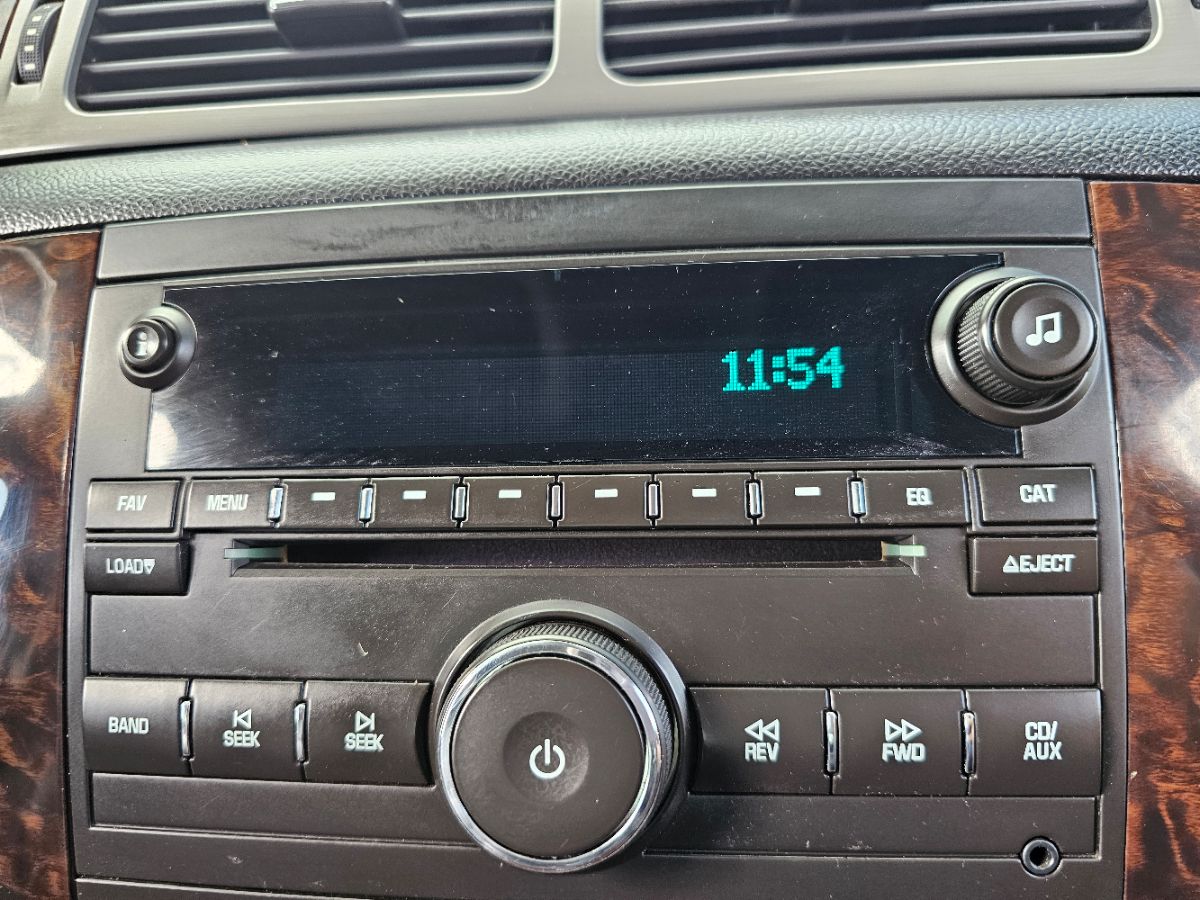 11:54
FAV
MENU
EQ
CAT
LOAD
EJECT
BAND
SEEK
SEEK
REV
FWD
CD/
AUX